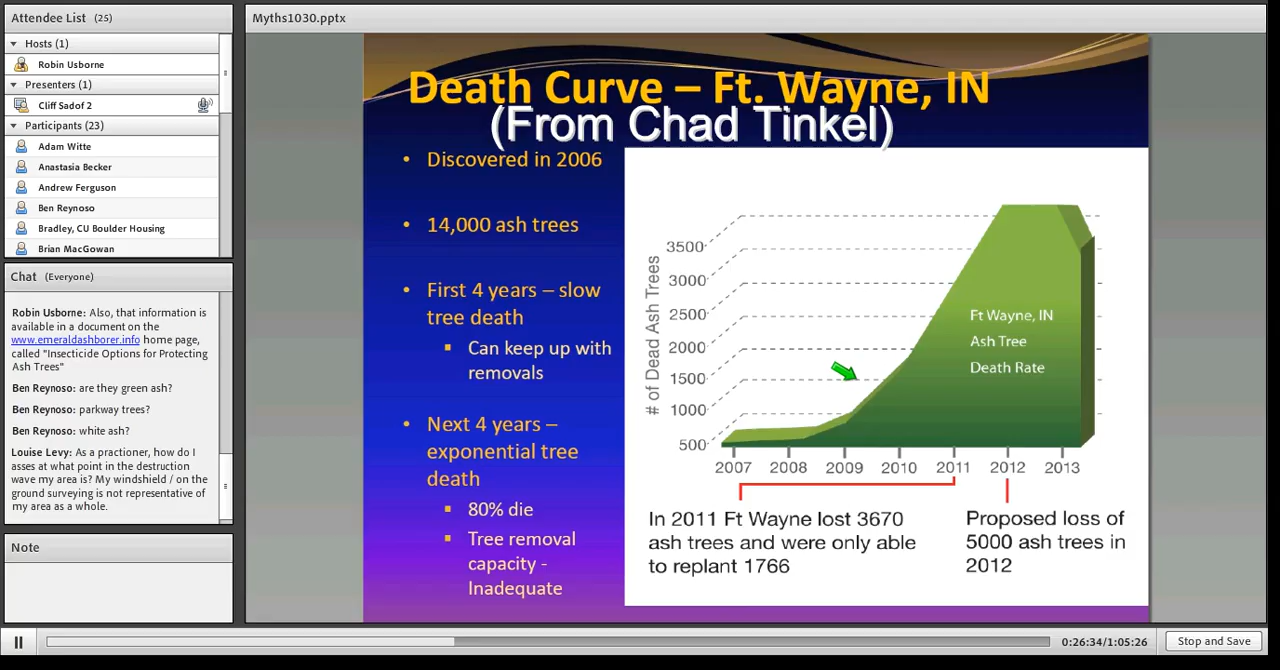 Attendee List (25)
Hosts (1)
Robin Usborne
Presenters (1)
Cliff Sadof 2
Participants (23)
Adam Witte
Anastasia Becker
Andrew Ferguson
Ben Reynoso
Bradley, CU Boulder Housing
Brian MacGowan
Chat (Everyone)
Robin Usborne: Also, that information is
available in a document on the
www.emeraldashborer.info home page,
called "Insecticide Options for Protecting
Ash Trees"
Ben Reynoso: are they green ash?
Ben Reynoso: parkway trees?
Ben Reynoso: white ash?
Louise Levy: As a practioner, how do I
asses at what point in the destruction
wave my area is? My windshield / on the
ground surveying is not representative of
my area as a whole.
Note
Myths1030.pptx
Death Curve – Ft. Wayne, IN
(From Chad Tinkel)
• Discovered in 2006
• 14,000 ash trees
• First 4 years – slow
tree death
▪ Can keep up with
removals
• Next 4 years –
exponential tree
death
▪ 80% die
▪ Tree removal
capacity -
Inadequate
# of Dead Ash Trees
3500
3000
2500
2000
1500
1000
500
2007 2008 2009 2010 2011 2012 2013
Ft Wayne, IN
Ash Tree
Death Rate
In 2011 Ft Wayne lost 3670
ash trees and were only able
to replant 1766
Proposed loss of
5000 ash trees in
2012
0:26:34/1:05:26
Stop and Save